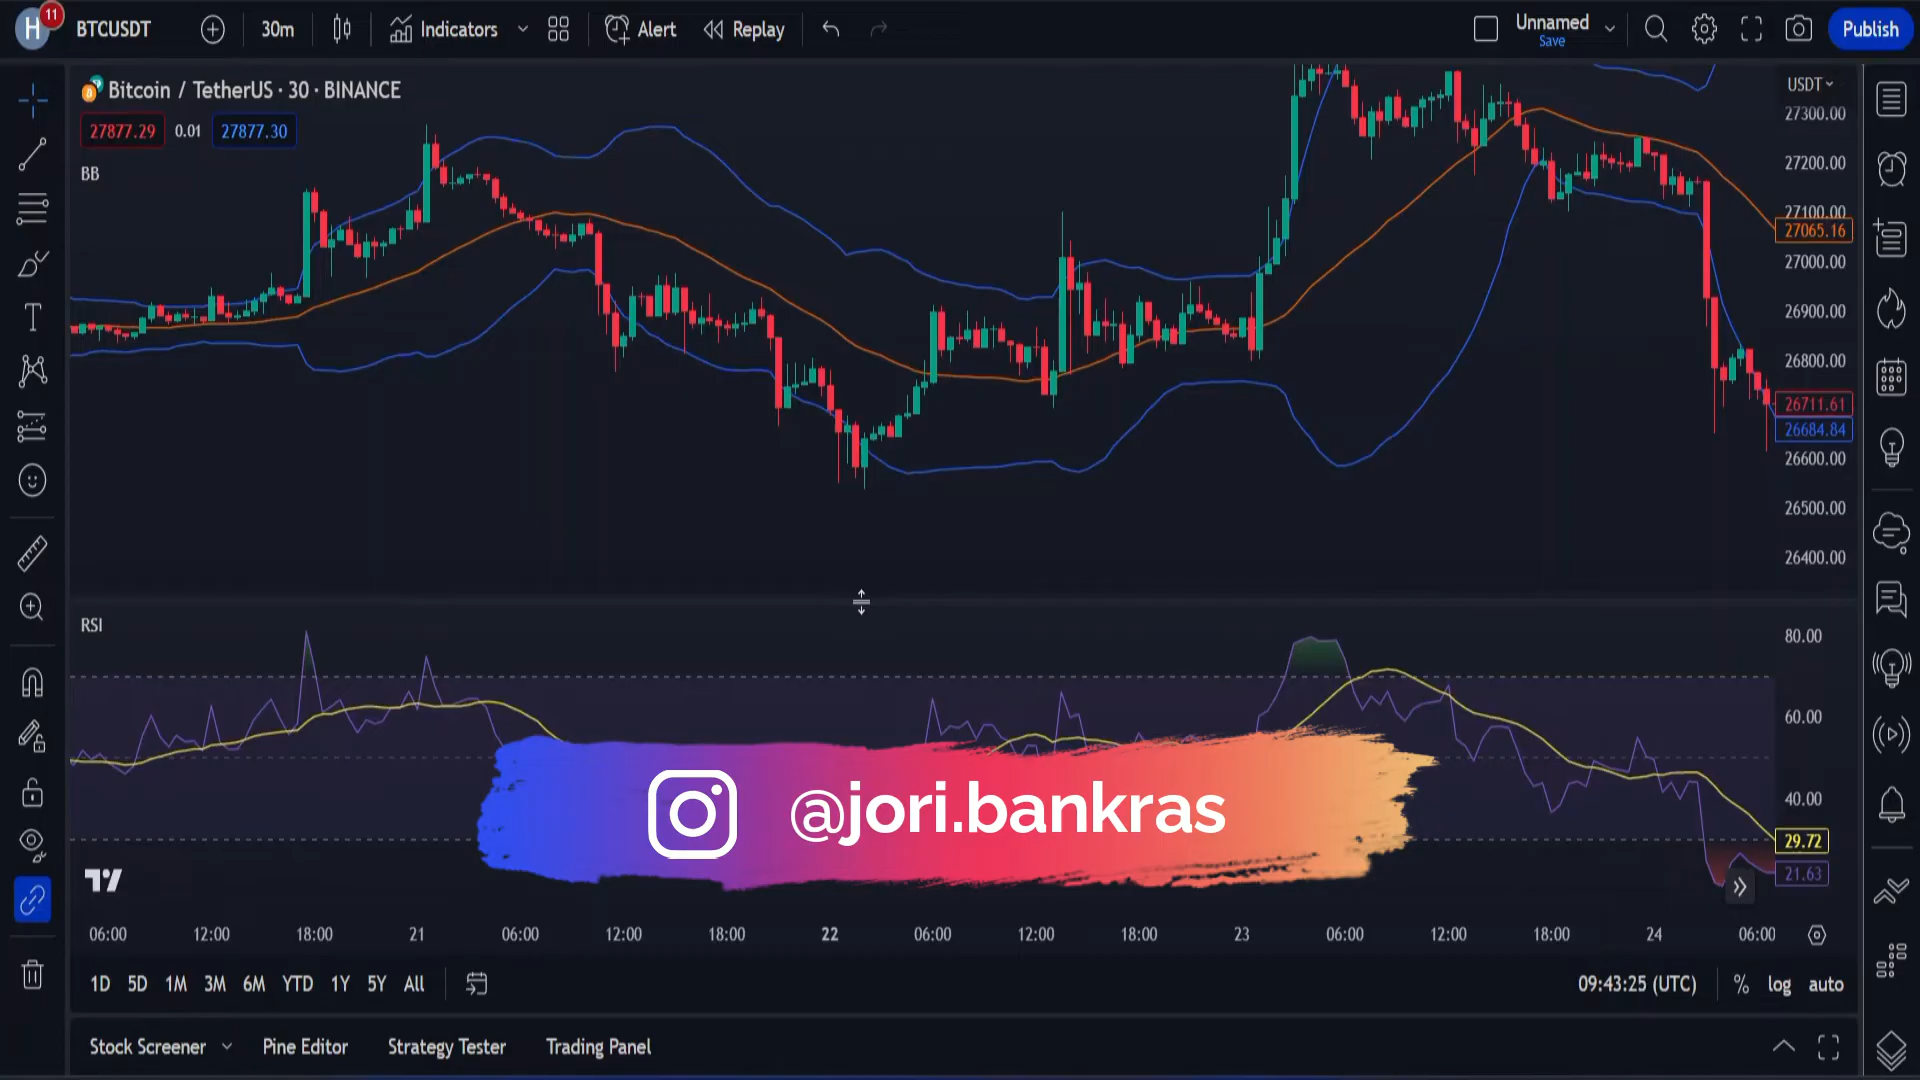 H 11 BTCUSDT 30m Indicators Alert Replay Unnamed Save Publish
Bitcoin / TetherUS · 30 · BINANCE
27877.29 0.01 27877.30
BB
USDT
27300.00
27200.00
27100.00
27065.16
27000.00
26900.00
26800.00
26711.61
26684.84
26600.00
26500.00
26400.00
RSI
80.00
60.00
40.00
29.72
21.63
@jori.bankras
06:00 12:00 18:00 21 06:00 12:00 18:00 22 06:00 12:00 18:00 23 06:00 12:00 18:00 24 06:00
1D 5D 1M 3M 6M YTD 1Y 5Y All 09:43:25 (UTC) % log auto
Stock Screener Pine Editor Strategy Tester Trading Panel